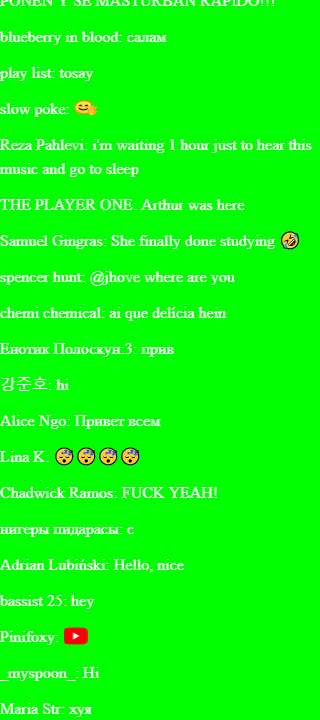 PONEN Y SE MASTURBAN RAPIDO!!!
blueberry in blood: салам
play list: tosay
slow poke: 🤗👋
Reza Pahlevi: i'm waiting 1 hour just to hear this
music and go to sleep
THE PLAYER ONE: Arthur was here
Samuel Gingras: She finally done studying 🤣
spencer hunt: @jhove where are you
chemi chemical: ai que delícia hein
Енотик Полоскун:3: прив
강준호: hi
Alice Ngo: Привет всем
Lina K: 😴😴😴😴
Chadwick Ramos: FUCK YEAH!
нигеры пидарасы: с
Adrian Lubiński: Hello, nice
bassist 25: hey
Pinifoxy:
_myspoon_: Hi
Maria Str: хуя